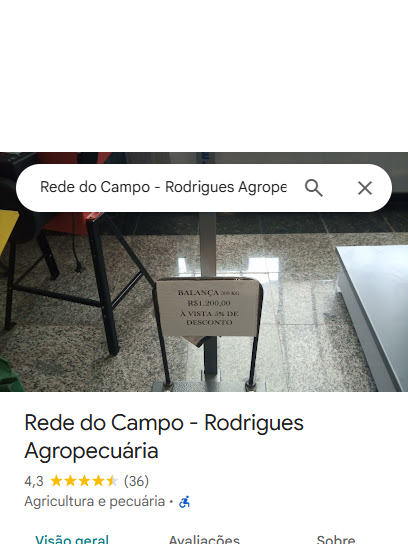 Rede do Campo - Rodrigues Agrope
BALANÇA 300 KG
R$1.200,00
À VISTA 5% DE
DESCONTO
Rede do Campo - Rodrigues
Agropecuária
4,3 (36)
Agricultura e pecuária ·
Visão geral Avaliações Sobre